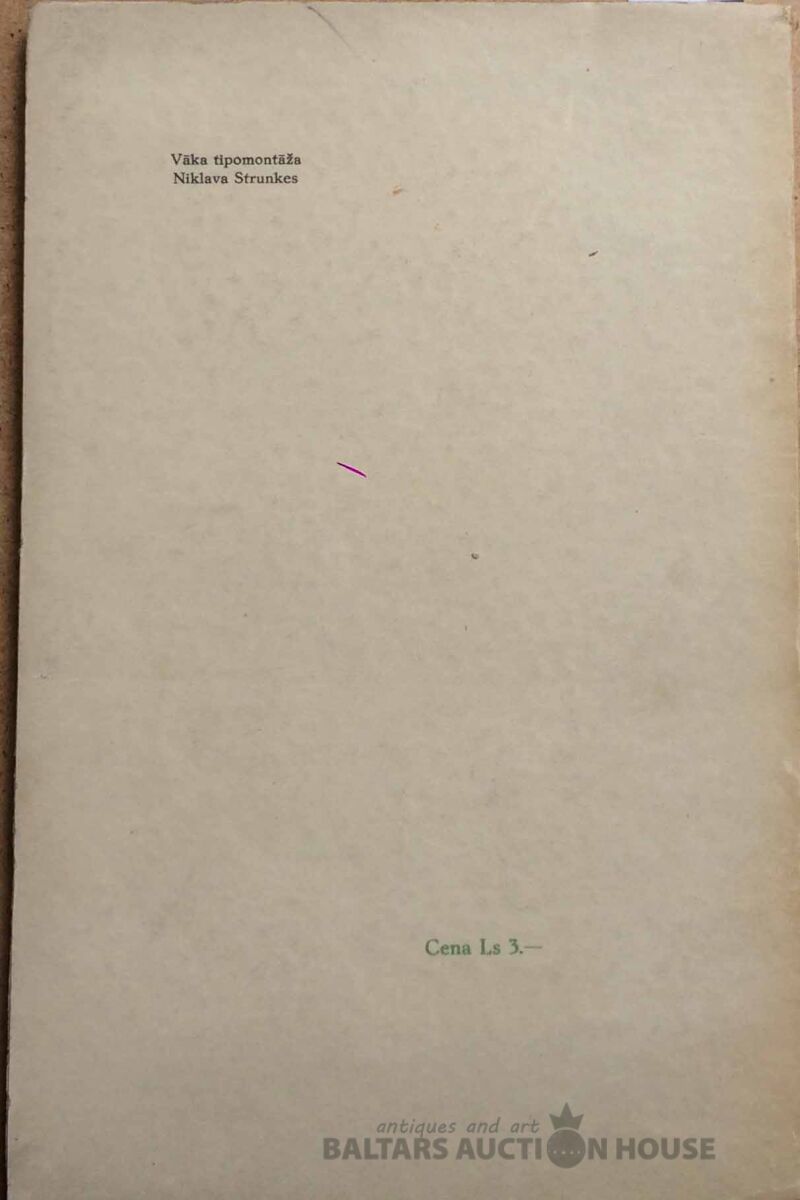 Vāka tipomontāža
Niklava Strunkes
Cena Ls 3.—
antiques and art
BALTARS AUCTION HOUSE